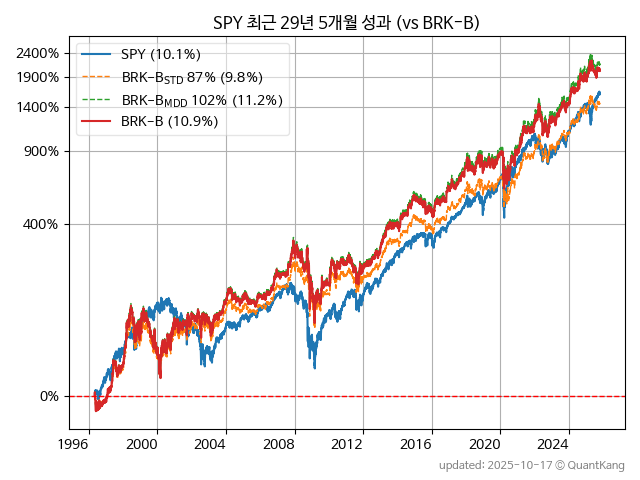 SPY 최근 29년 5개월 성과 (vs BRK-B)
2400%
1900%
1400%
900%
400%
0%
SPY (10.1%)
BRK-B STD 87% (9.8%)
BRK-B MDD 102% (11.2%)
BRK-B (10.9%)
1996 2000 2004 2008 2012 2016 2020 2024
updated: 2025-10-17 © QuantKang